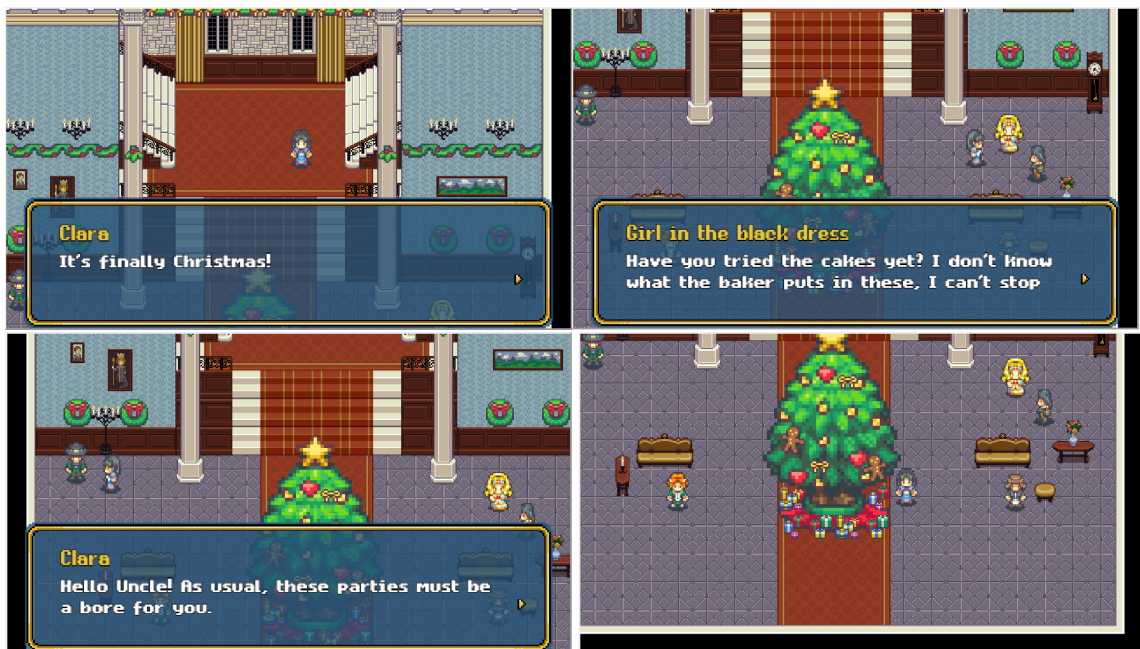 Clara
It's finally Christmas!
Girl in the black dress
Have you tried the cakes yet? I don't know
what the baker puts in these, I can't stop
Clara
Hello Uncle! As usual, these parties must be
a bore for you.